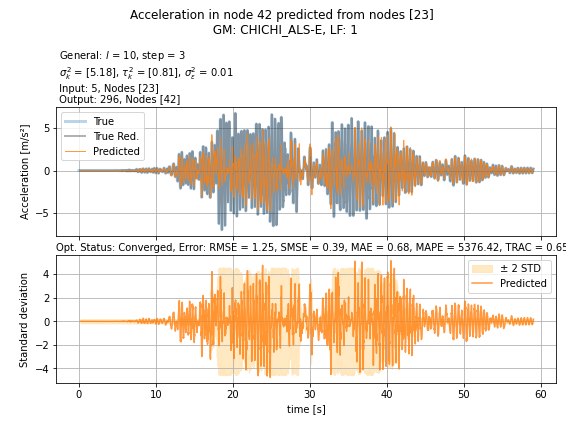 Acceleration in node 42 predicted from nodes [23]
GM: CHICHI_ALS-E, LF: 1
General: l = 10, step = 3
σ²ₖ = [5.18], τ²ₖ = [0.81], σ²ε = 0.01
Input: 5, Nodes [23]
Output: 296, Nodes [42]
True
True Red.
Predicted
Acceleration [m/s²]
5
0
−5
Opt. Status: Converged, Error: RMSE = 1.25, SMSE = 0.39, MAE = 0.68, MAPE = 5376.42, TRAC = 0.65
± 2 STD
Predicted
Standard deviation
4
2
0
−2
−4
0 10 20 30 40 50 60
time [s]